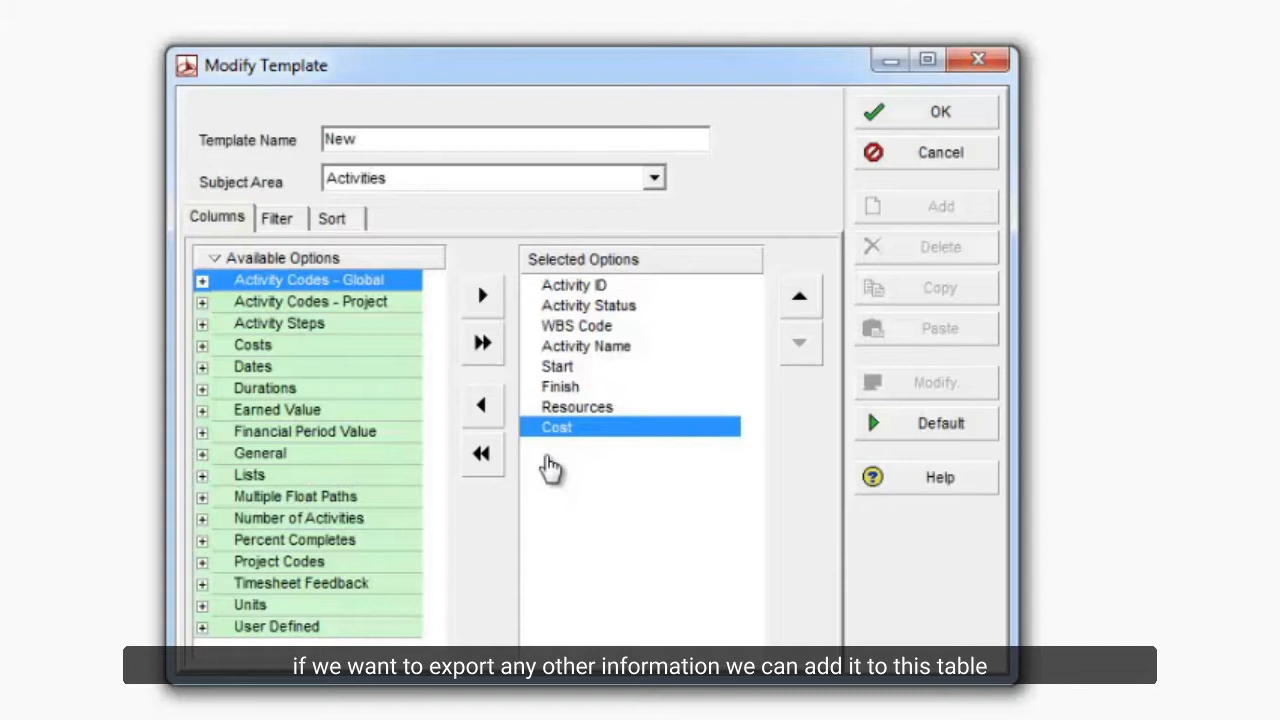 Modify Template
Template Name New
Subject Area Activities
Columns Filter Sort
Available Options
Activity Codes - Global
Activity Codes - Project
Activity Steps
Costs
Dates
Durations
Earned Value
Financial Period Value
General
Lists
Multiple Float Paths
Number of Activities
Percent Completes
Project Codes
Timesheet Feedback
Units
User Defined
Selected Options
Activity ID
Activity Status
WBS Code
Activity Name
Start
Finish
Resources
Cost
OK
Cancel
Add
Delete
Copy
Paste
Modify.
Default
Help
if we want to export any other information we can add it to this table